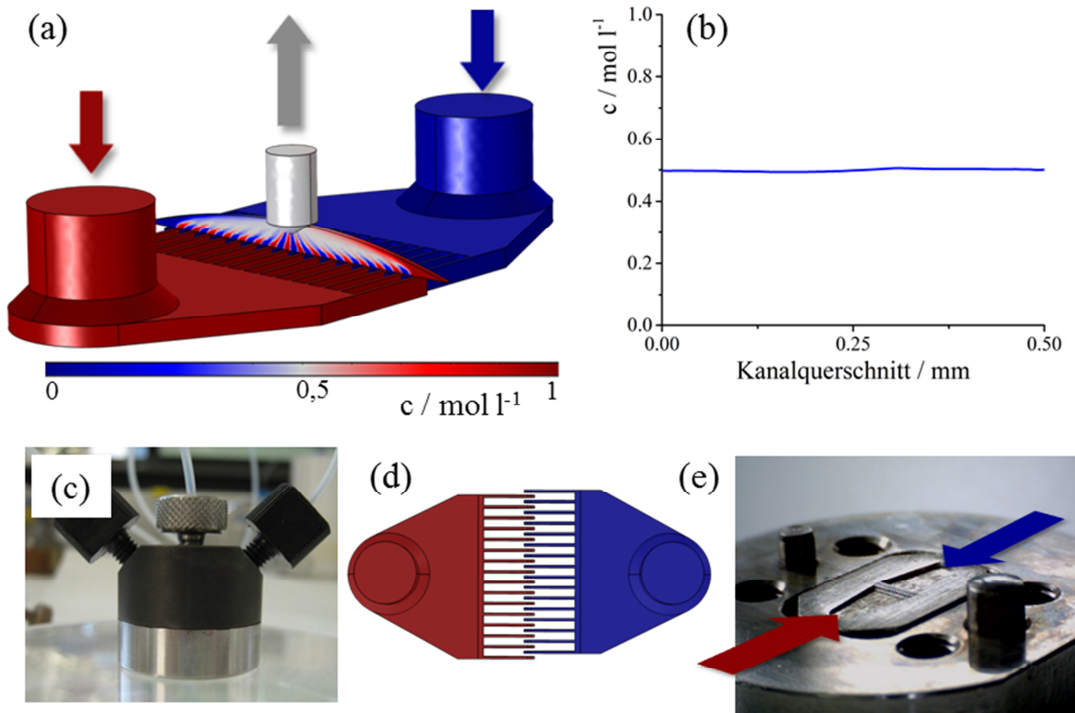 (a)
0
0,5
1
c / mol l⁻¹
(b)
c / mol l⁻¹
1.0
0.8
0.6
0.4
0.2
0.0
0.00
0.25
0.50
Kanalquerschnitt / mm
(c)
(d)
(e)